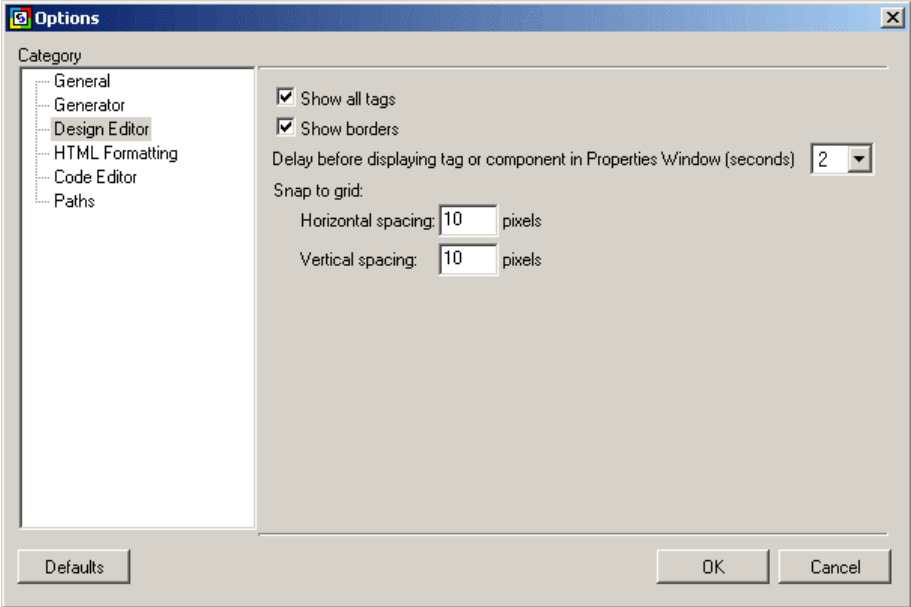 Options
Category
General
Generator
Design Editor
HTML Formatting
Code Editor
Paths
Show all tags
Show borders
Delay before displaying tag or component in Properties Window (seconds) 2
Snap to grid:
Horizontal spacing: 10 pixels
Vertical spacing: 10 pixels
Defaults OK Cancel